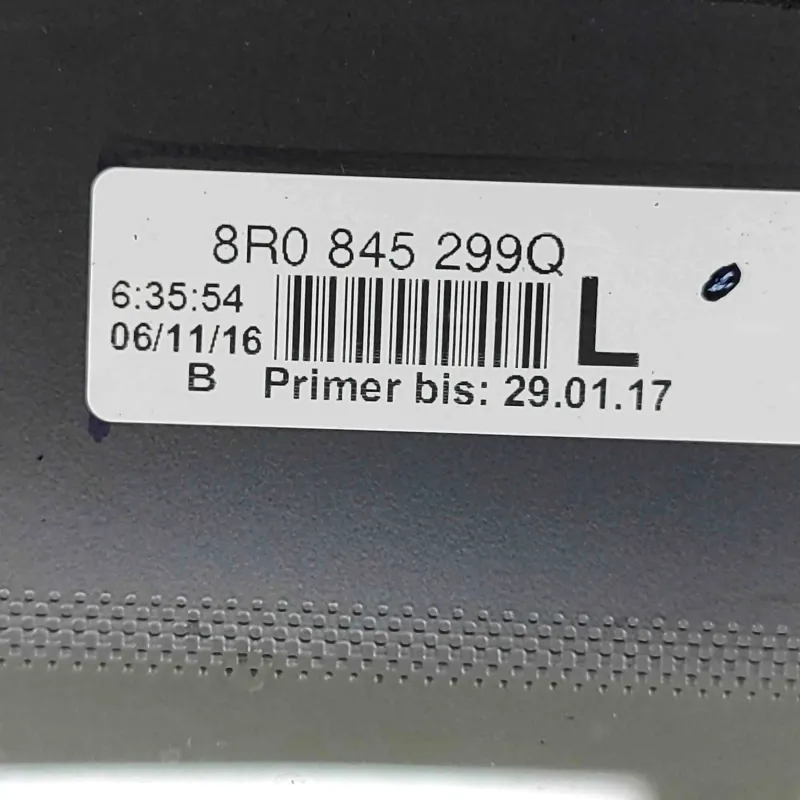 8R0 845 299Q
6:35:54
06/11/16
L
B Primer bis: 29.01.17